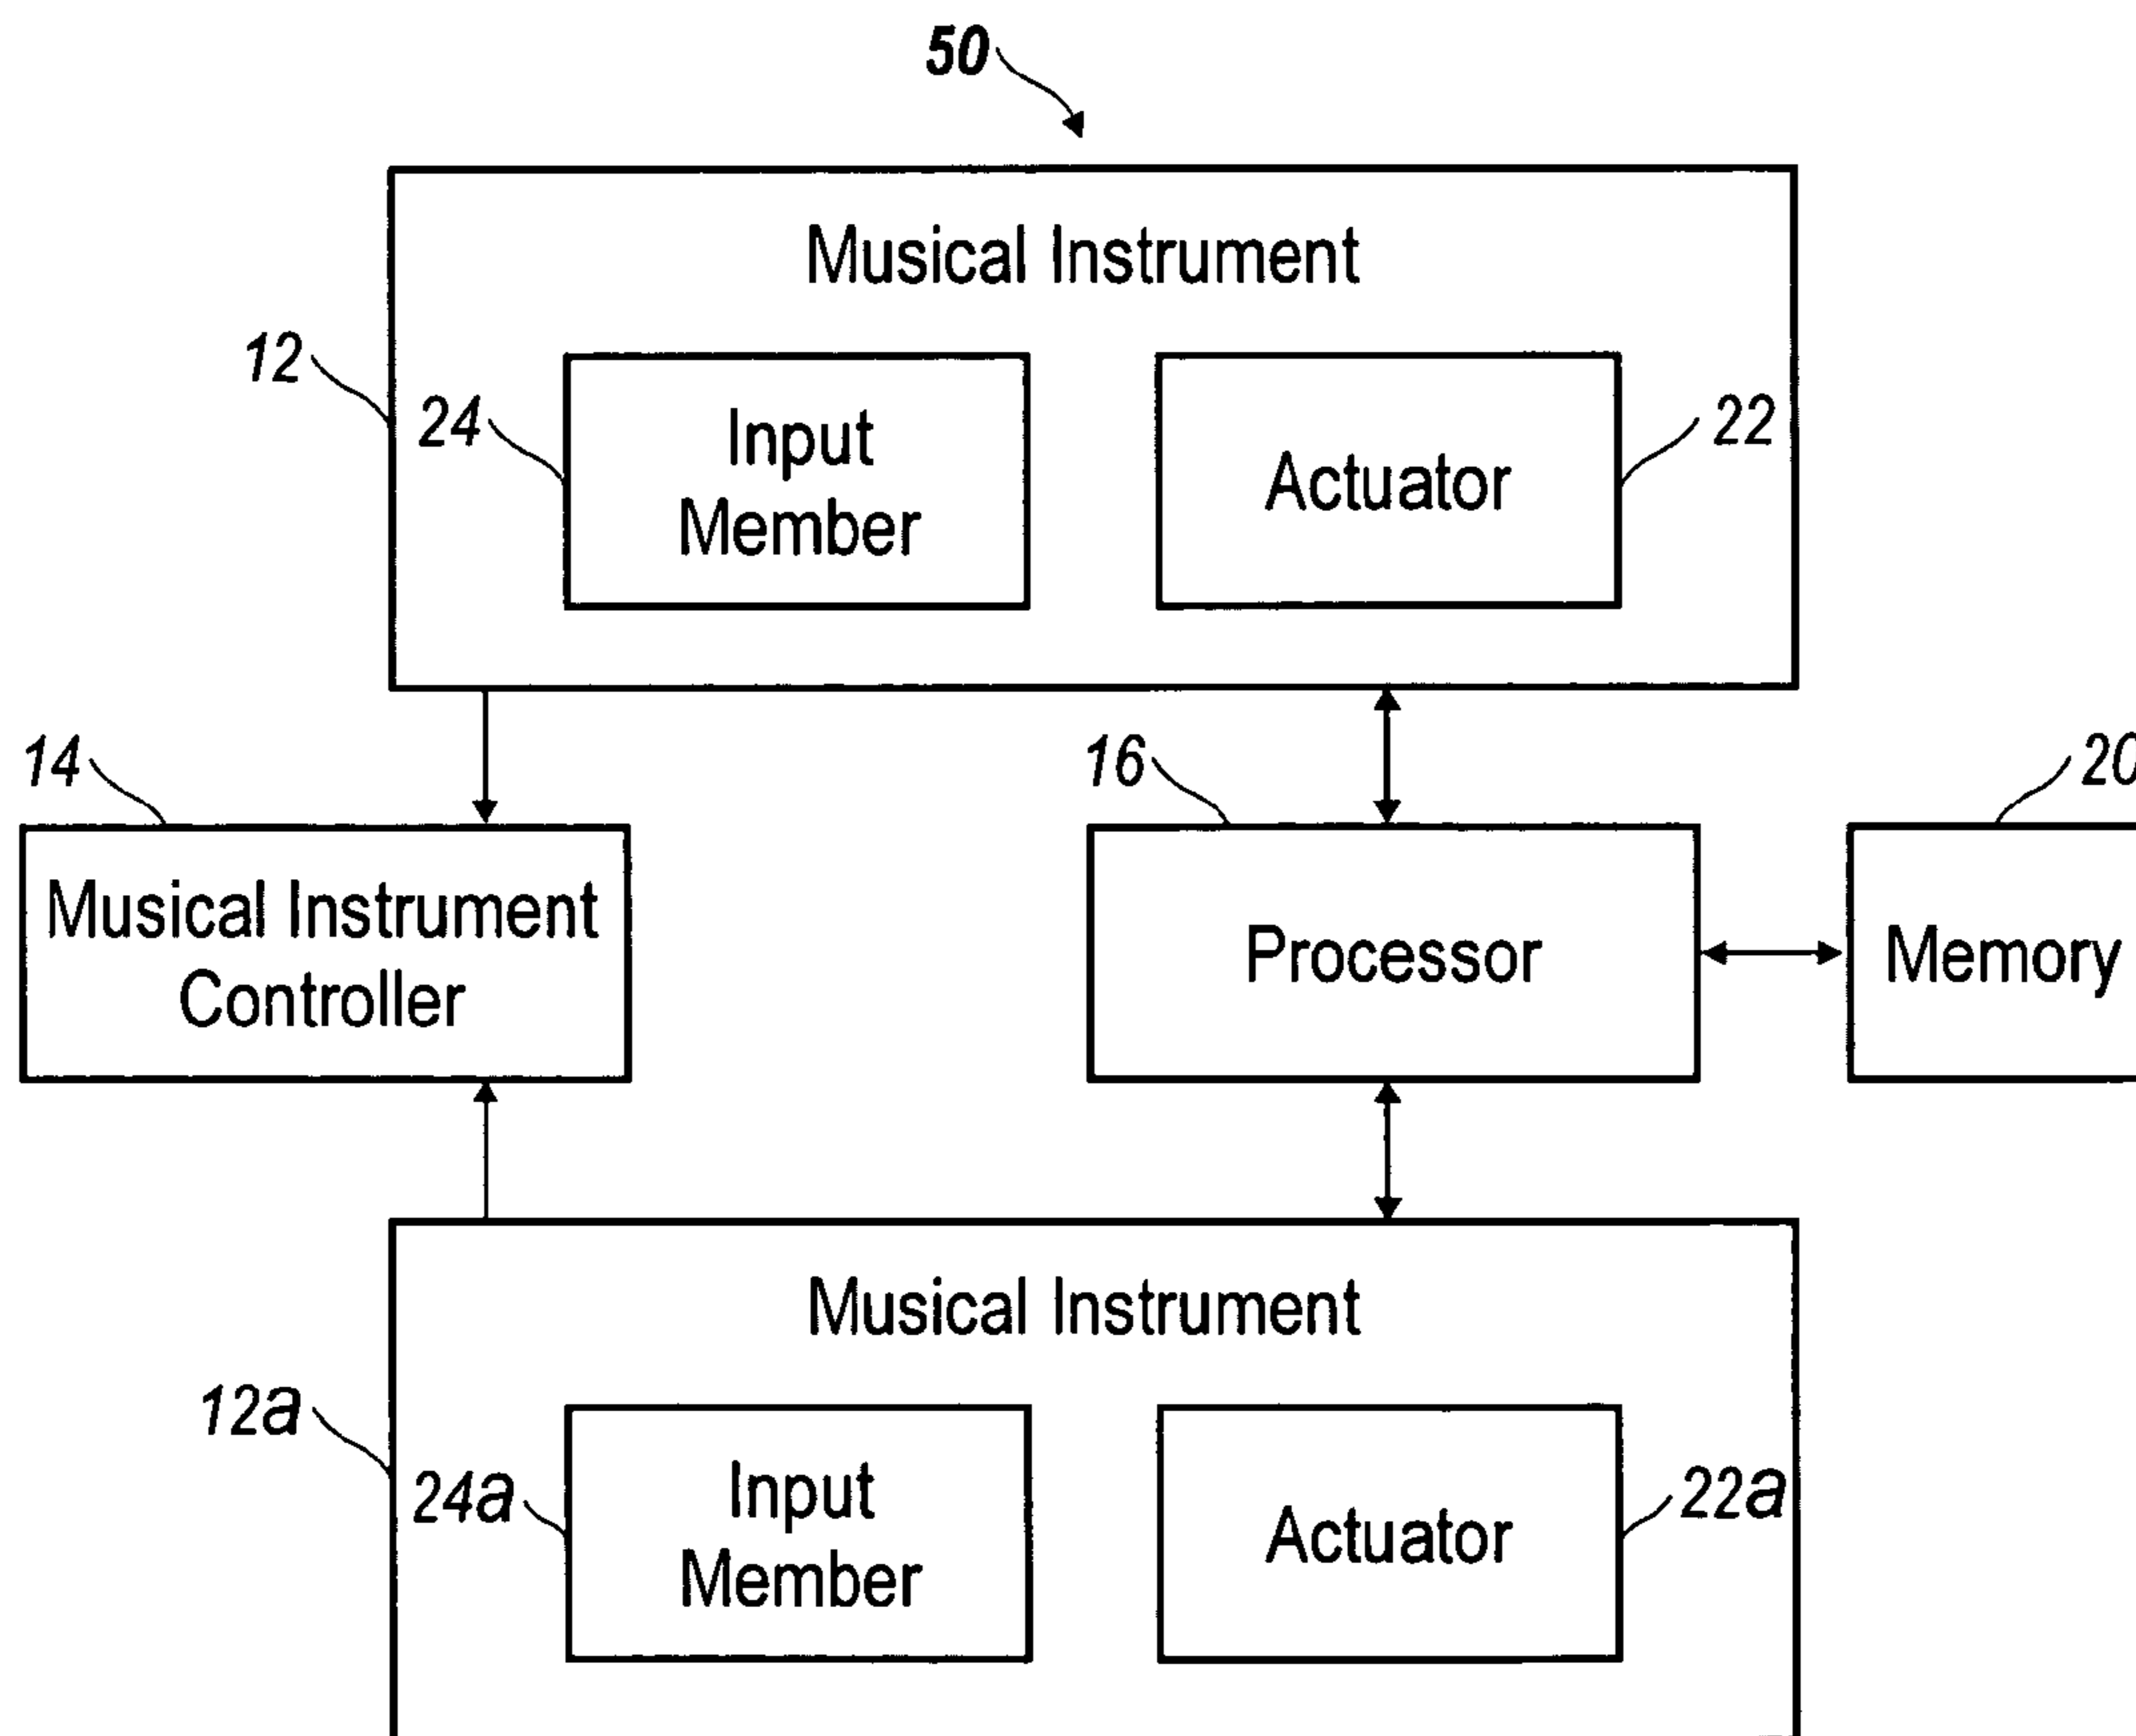 50
Musical Instrument
12
24
Input
Member
Actuator
22
14
16
20
Musical Instrument
Controller
Processor
Memory
Musical Instrument
12a
24a
Input
Member
Actuator
22a